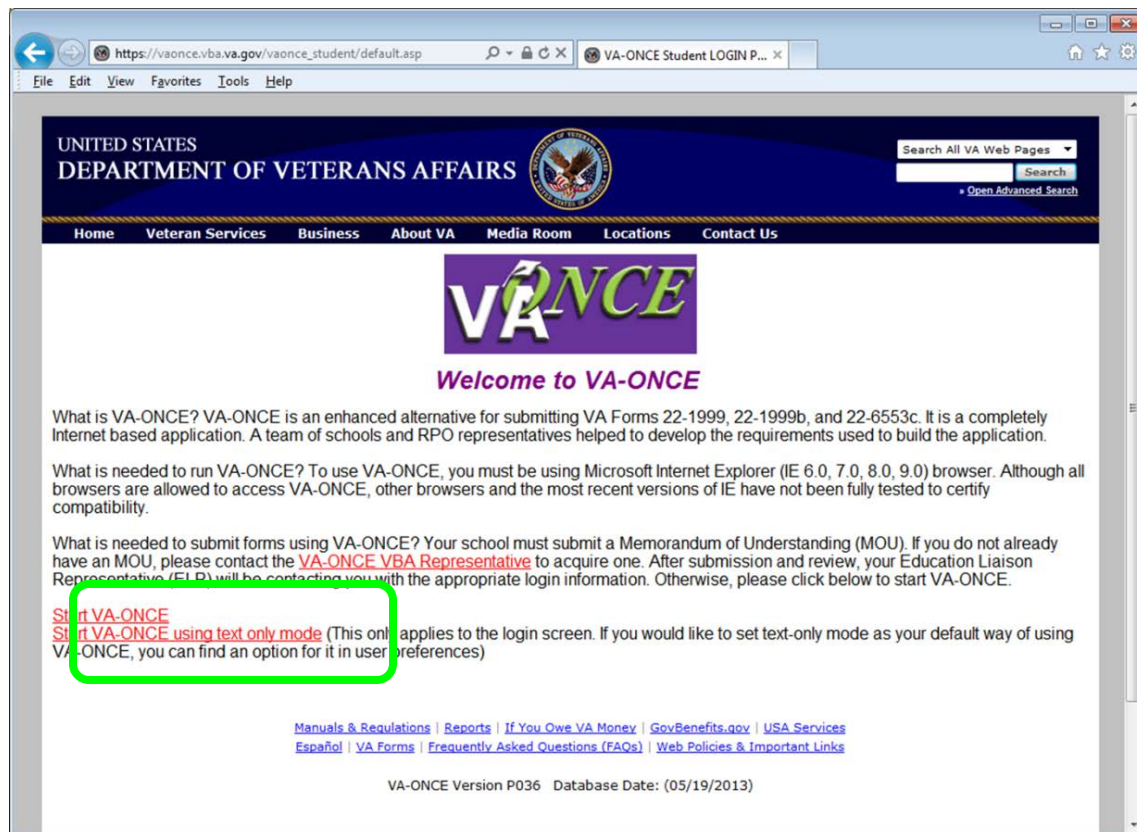 https://vaonce.vba.va.gov/vaonce_student/default.asp
VA-ONCE Student LOGIN P...
File Edit View Favorites Tools Help
UNITED STATES
DEPARTMENT OF VETERANS AFFAIRS
Search All VA Web Pages
Search
» Open Advanced Search
Home Veteran Services Business About VA Media Room Locations Contact Us
VA ONCE
Welcome to VA-ONCE
What is VA-ONCE? VA-ONCE is an enhanced alternative for submitting VA Forms 22-1999, 22-1999b, and 22-6553c. It is a completely
Internet based application. A team of schools and RPO representatives helped to develop the requirements used to build the application.
What is needed to run VA-ONCE? To use VA-ONCE, you must be using Microsoft Internet Explorer (IE 6.0, 7.0, 8.0, 9.0) browser. Although all
browsers are allowed to access VA-ONCE, other browsers and the most recent versions of IE have not been fully tested to certify
compatibility.
What is needed to submit forms using VA-ONCE? Your school must submit a Memorandum of Understanding (MOU). If you do not already
have an MOU, please contact the VA-ONCE VBA Representative to acquire one. After submission and review, your Education Liaison
Representative (ELR) will be contacting you with the appropriate login information. Otherwise, please click below to start VA-ONCE.
Start VA-ONCE
Start VA-ONCE using text only mode (This only applies to the login screen. If you would like to set text-only mode as your default way of using
VA-ONCE, you can find an option for it in user preferences)
Manuals & Regulations | Reports | If You Owe VA Money | GovBenefits.gov | USA Services
Español | VA Forms | Frequently Asked Questions (FAQs) | Web Policies & Important Links
VA-ONCE Version P036 Database Date: (05/19/2013)